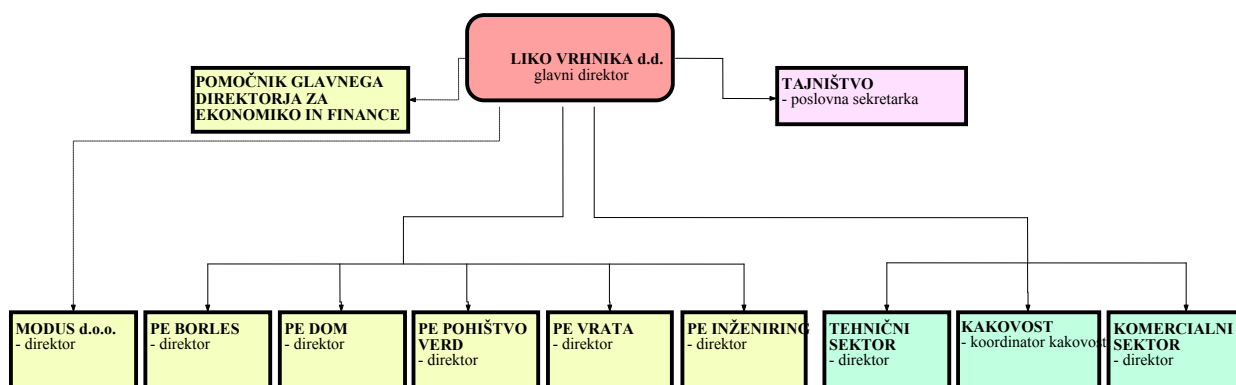 LIKO VRHNIKA d.d.
glavni direktor
POMOČNIK GLAVNEGA
DIREKTORJA ZA
EKONOMIKO IN FINANCE
TAJNIŠTVO
- poslovna sekretarka
MODUS d.o.o.
- direktor
PE BORLES
- direktor
PE DOM
- direktor
PE POHIŠTVO
VERD
- direktor
PE VRATA
- direktor
PE INŽENIRING
- direktor
TEHNIČNI
SEKTOR
- direktor
KAKOVOST
- koordinator kakovost
KOMERCIALNI
SEKTOR
- direktor